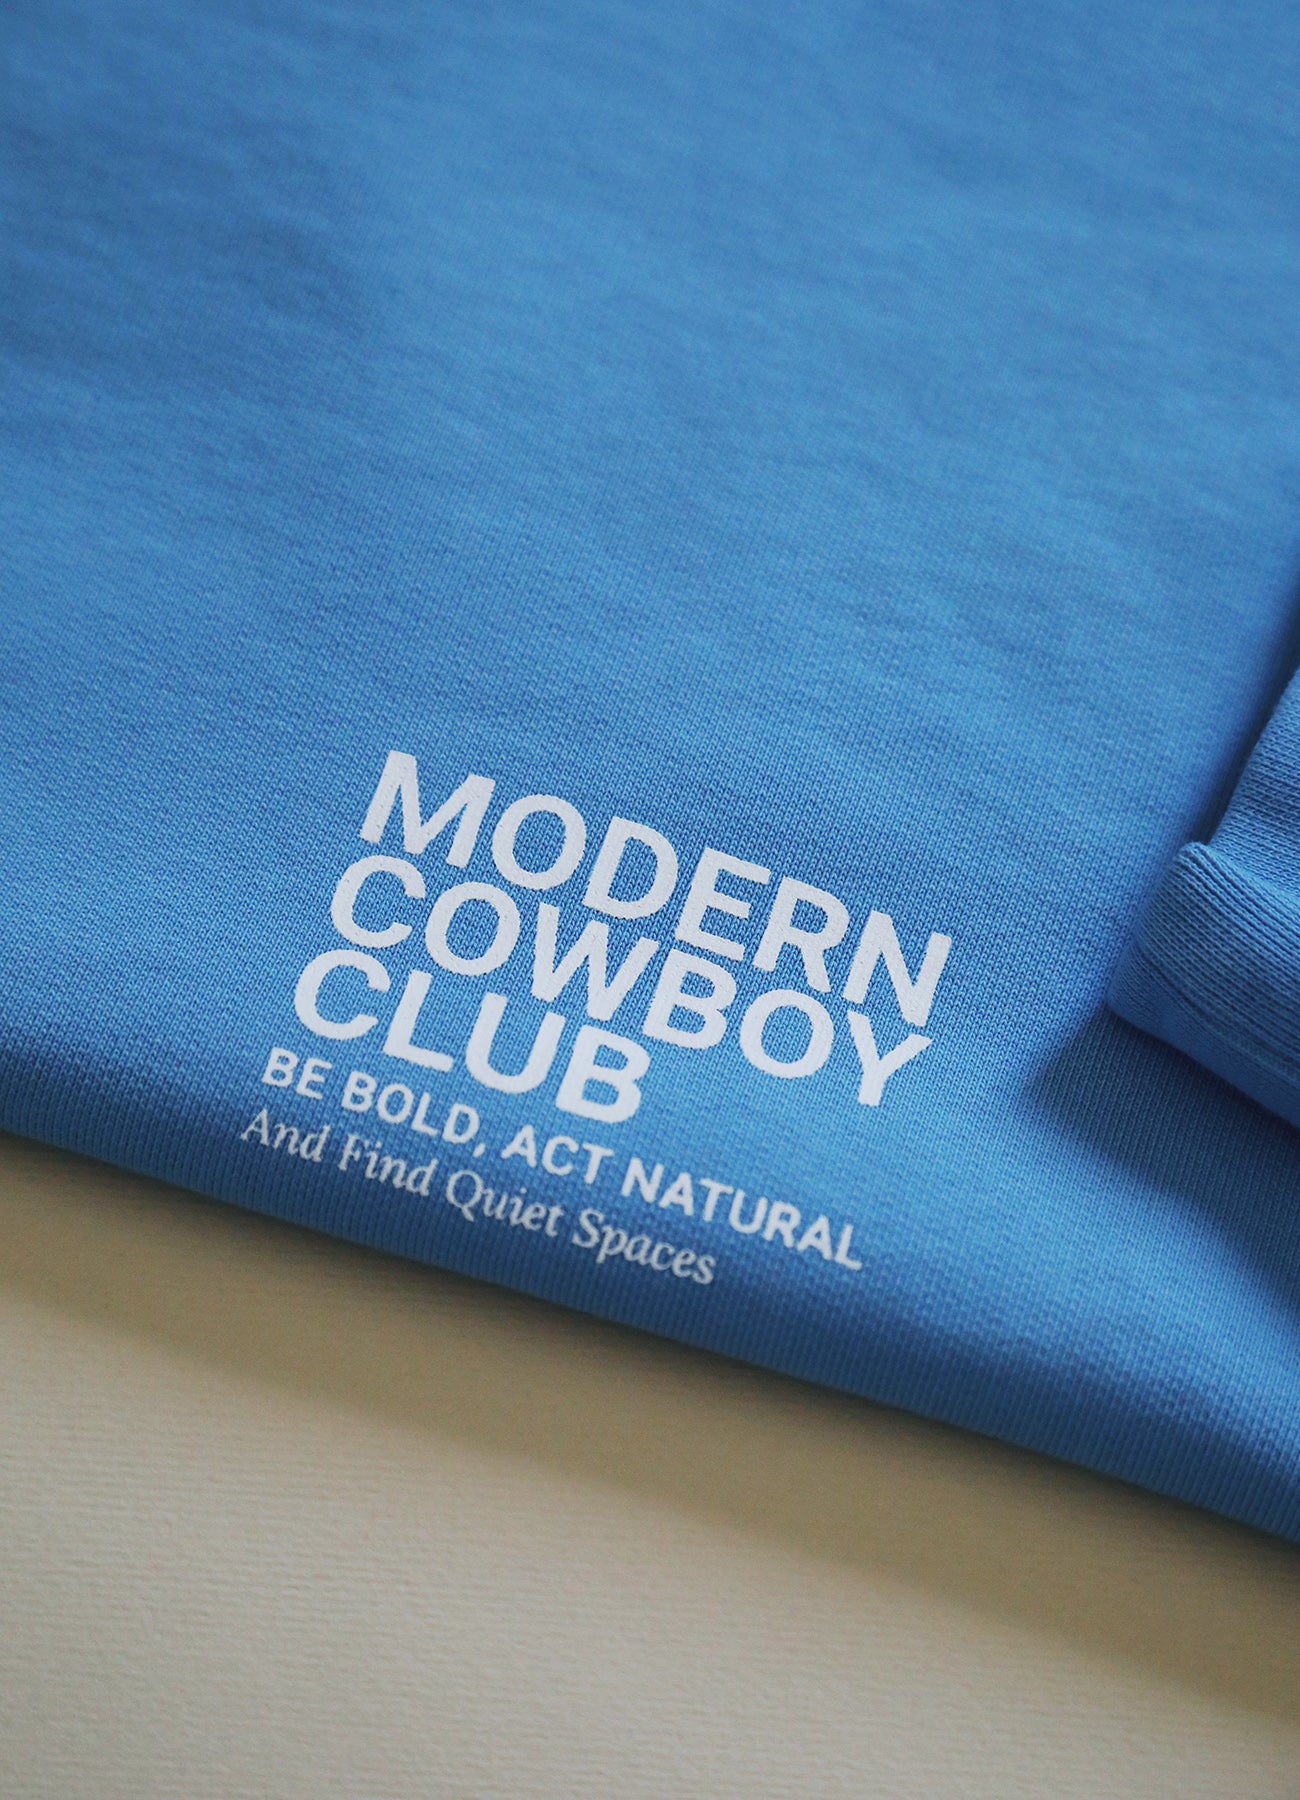 MODERN
COWBOY
CLUB
BE BOLD, ACT NATURAL
And Find Quiet Spaces